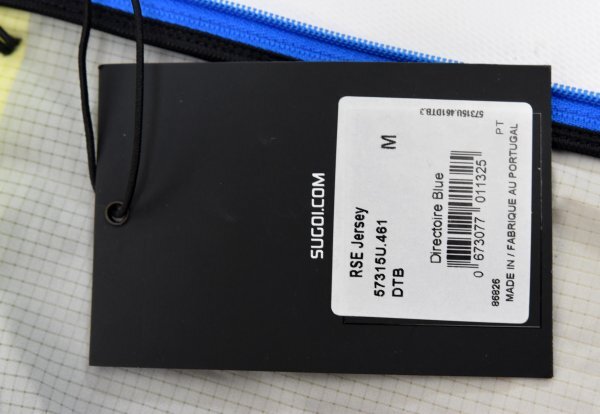 SUGOI.COM
57315U.461DTB.3
M
RSE Jersey
57315U.461
DTB
Directoire Blue
0 673077 011325
PT
86826
MADE IN / FABRIQUE AU PORTUGAL